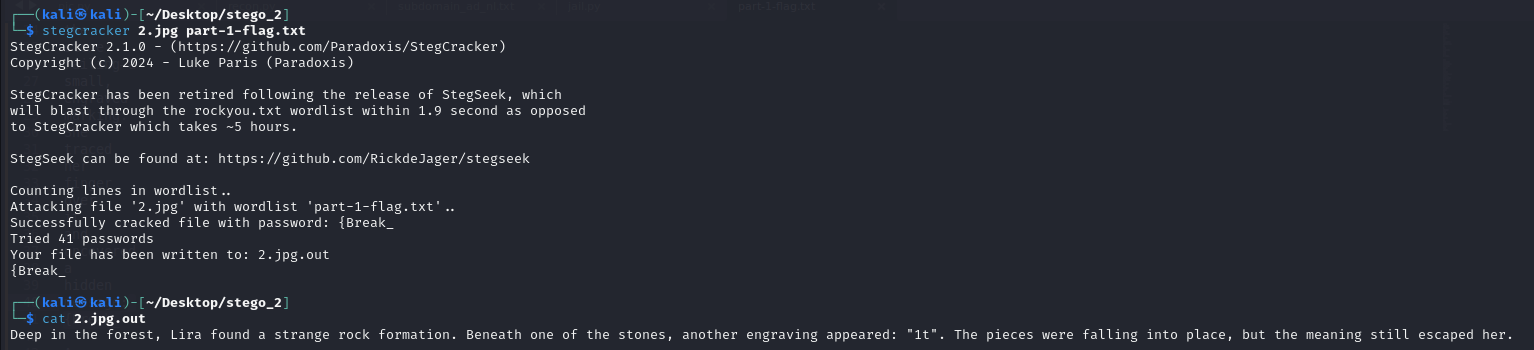 ┌──(kali㉿kali)-[~/Desktop/stego_2]
└─$ stegcracker 2.jpg part-1-flag.txt
StegCracker 2.1.0 - (https://github.com/Paradoxis/StegCracker)
Copyright (c) 2024 - Luke Paris (Paradoxis)
StegCracker has been retired following the release of StegSeek, which
will blast through the rockyou.txt wordlist within 1.9 second as opposed
to StegCracker which takes ~5 hours.
StegSeek can be found at: https://github.com/RickdeJager/stegseek
Counting lines in wordlist..
Attacking file '2.jpg' with wordlist 'part-1-flag.txt'..
Successfully cracked file with password: {Break_
Tried 41 passwords
Your file has been written to: 2.jpg.out
{Break_
┌──(kali㉿kali)-[~/Desktop/stego_2]
└─$ cat 2.jpg.out
Deep in the forest, Lira found a strange rock formation. Beneath one of the stones, another engraving appeared: "1t". The pieces were falling into place, but the meaning still escaped her.